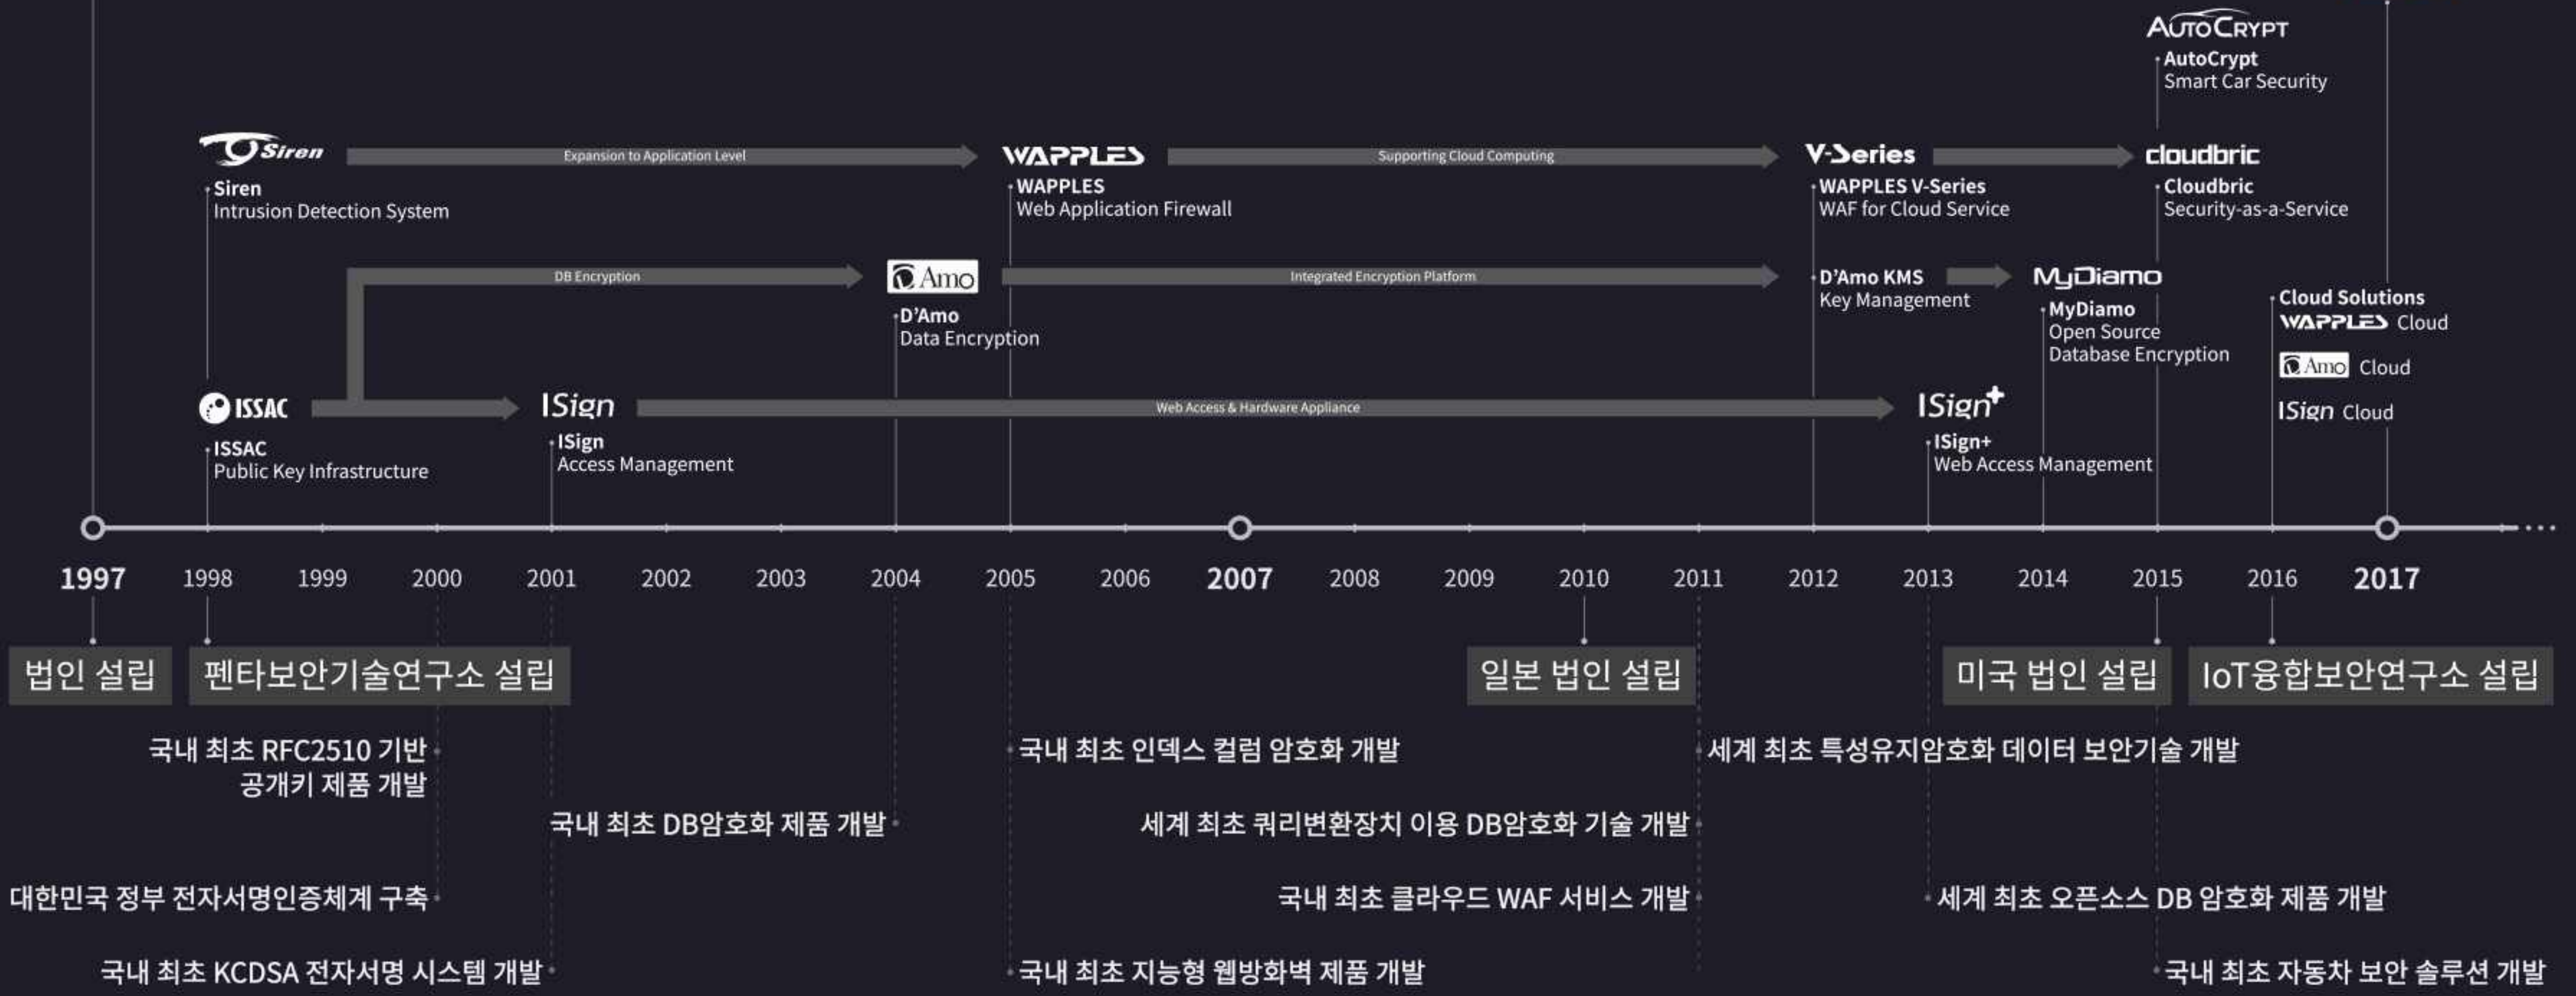 AUTOCRYPT
AutoCrypt
Smart Car Security
Siren
Expansion to Application Level
WAPPLES
Supporting Cloud Computing
V-Series
cloudbric
Siren
Intrusion Detection System
WAPPLES
Web Application Firewall
WAPPLES V-Series
WAF for Cloud Service
Cloudbric
Security-as-a-Service
DB Encryption
D'Amo
Integrated Encryption Platform
D'Amo KMS
Key Management
MyDiamo
D'Amo
Data Encryption
MyDiamo
Open Source
Database Encryption
Cloud Solutions
WAPPLES Cloud
D'Amo Cloud
ISign Cloud
ISSAC
ISign
Web Access & Hardware Appliance
ISign+
ISSAC
Public Key Infrastructure
ISign
Access Management
ISign+
Web Access Management
1997 1998 1999 2000 2001 2002 2003 2004 2005 2006 2007 2008 2009 2010 2011 2012 2013 2014 2015 2016 2017
법인 설립
펜타보안기술연구소 설립
일본 법인 설립
미국 법인 설립
IoT융합보안연구소 설립
국내 최초 RFC2510 기반
공개키 제품 개발
국내 최초 인덱스 컬럼 암호화 개발
세계 최초 특성유지암호화 데이터 보안기술 개발
국내 최초 DB암호화 제품 개발
세계 최초 쿼리변환장치 이용 DB암호화 기술 개발
대한민국 정부 전자서명인증체계 구축
국내 최초 클라우드 WAF 서비스 개발
세계 최초 오픈소스 DB 암호화 제품 개발
국내 최초 KCDSA 전자서명 시스템 개발
국내 최초 지능형 웹방화벽 제품 개발
국내 최초 자동차 보안 솔루션 개발